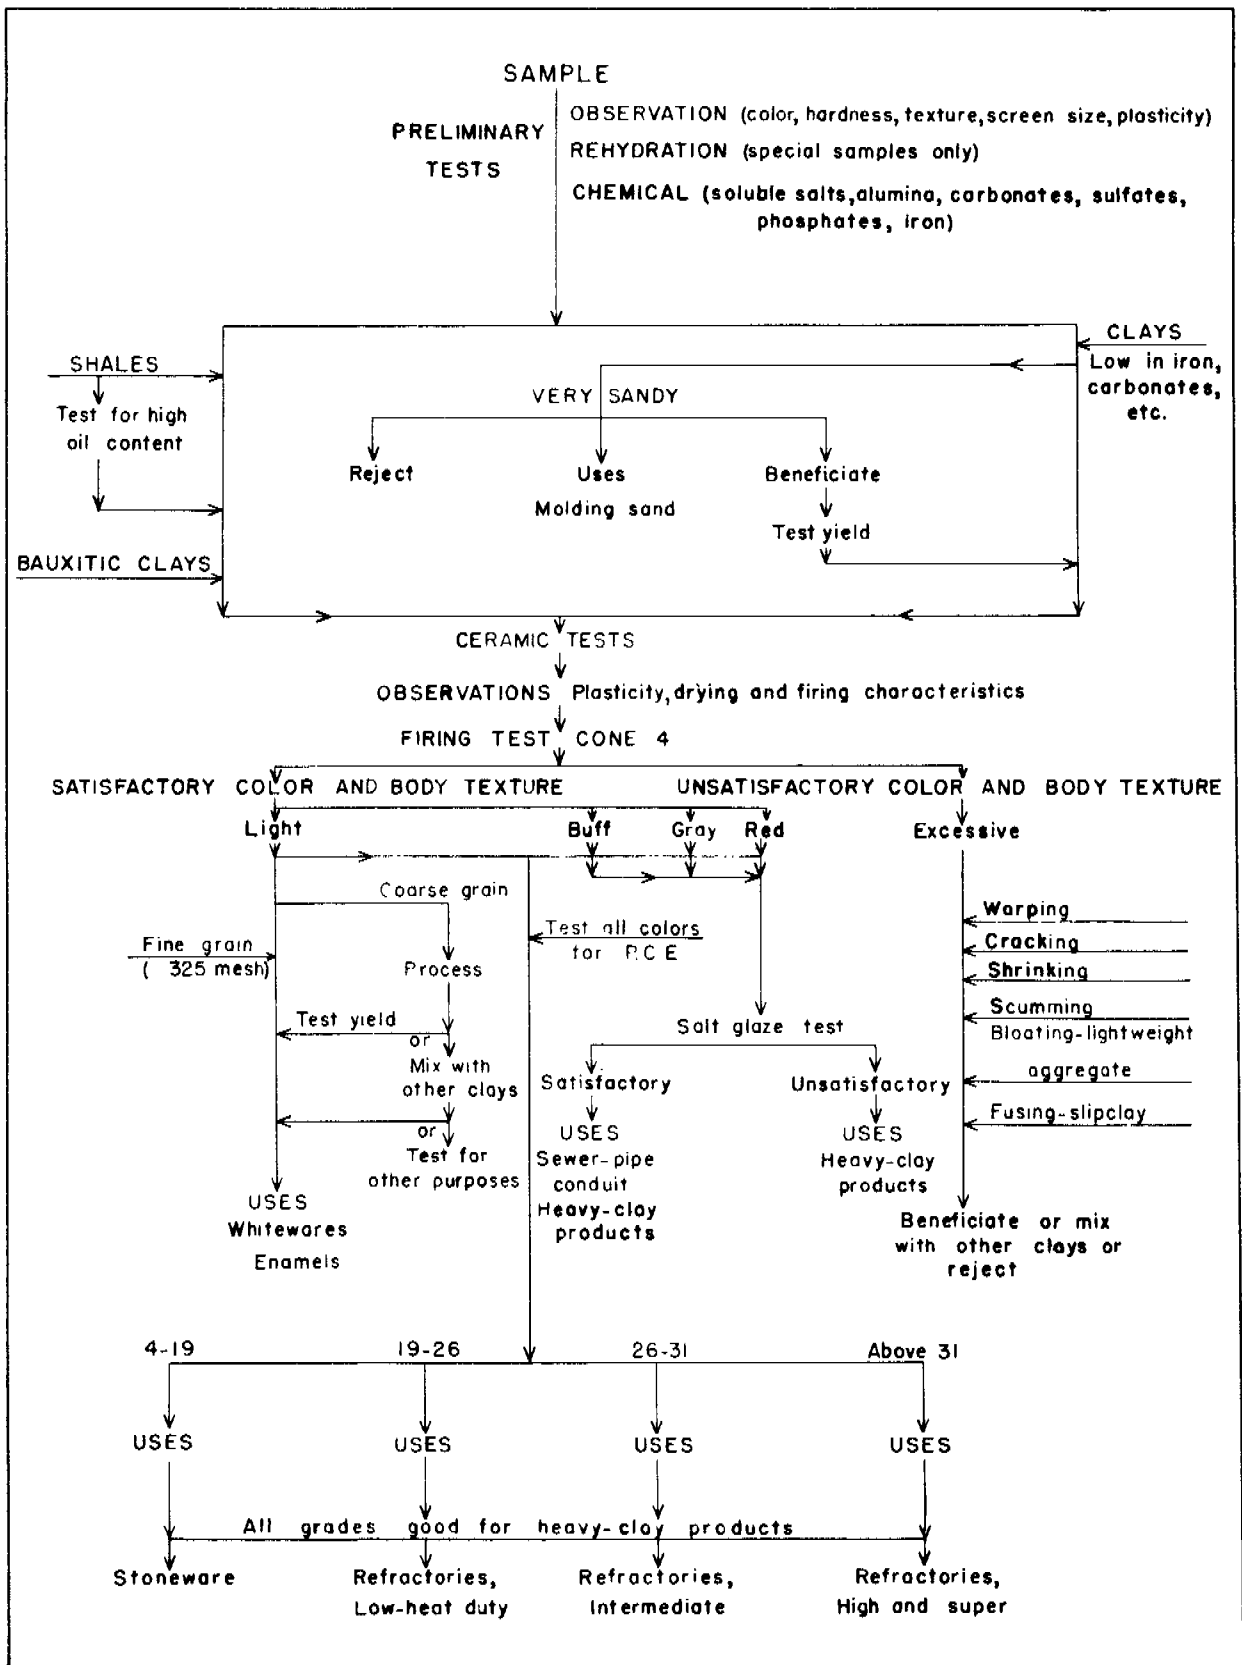 SAMPLE
PRELIMINARY
TESTS
OBSERVATION (color, hardness, texture, screen size, plasticity)
REHYDRATION (special samples only)
CHEMICAL (soluble salts, alumina, carbonates, sulfates,
phosphates, iron)
SHALES
Test for high
oil content
BAUXITIC CLAYS
CLAYS
Low in iron,
carbonates,
etc.
VERY SANDY
Reject
Uses
Molding sand
Beneficiate
Test yield
CERAMIC TESTS
OBSERVATIONS Plasticity, drying and firing characteristics
FIRING TEST CONE 4
SATISFACTORY COLOR AND BODY TEXTURE
UNSATISFACTORY COLOR AND BODY TEXTURE
Light
Buff
Gray
Red
Excessive
Coarse grain
Fine grain
( 325 mesh)
Process
Test yield
or
Mix with
other clays
or
Test for
other purposes
USES
Whitewares
Enamels
Test all colors
for P.C E
Salt glaze test
Satisfactory
USES
Sewer-pipe
conduit
Heavy-clay
products
Unsatisfactory
USES
Heavy-clay
products
Warping
Cracking
Shrinking
Scumming
Bloating-lightweight
aggregate
Fusing-slipclay
Beneficiate or mix
with other clays or
reject
4-19
19-26
26-31
Above 31
USES
USES
USES
USES
All grades good for heavy-clay products
Stoneware
Refractories,
Low-heat duty
Refractories,
Intermediate
Refractories,
High and super